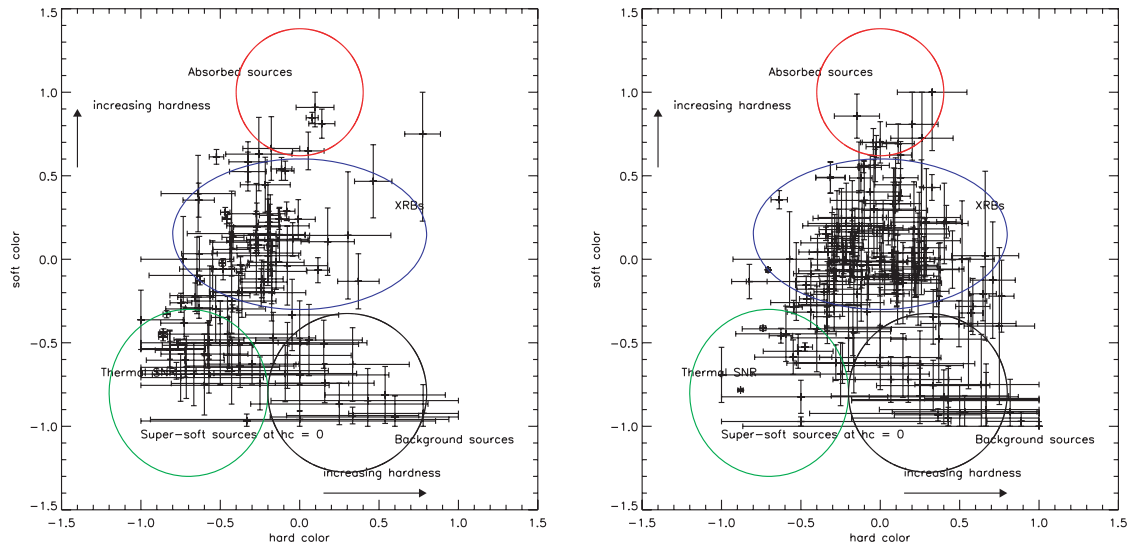 1.5
1.0
0.5
0.0
−0.5
−1.0
−1.5
soft color
Absorbed sources
increasing hardness
XRBs
Thermal SNR
Super-soft sources at hc = 0
Background sources
increasing hardness
−1.5
−1.0
−0.5
0.0
0.5
1.0
1.5
hard color
1.5
1.0
0.5
0.0
−0.5
−1.0
−1.5
soft color
Absorbed sources
increasing hardness
XRBs
Thermal SNR
Super-soft sources at hc = 0
Background sources
increasing hardness
−1.5
−1.0
−0.5
0.0
0.5
1.0
1.5
hard color